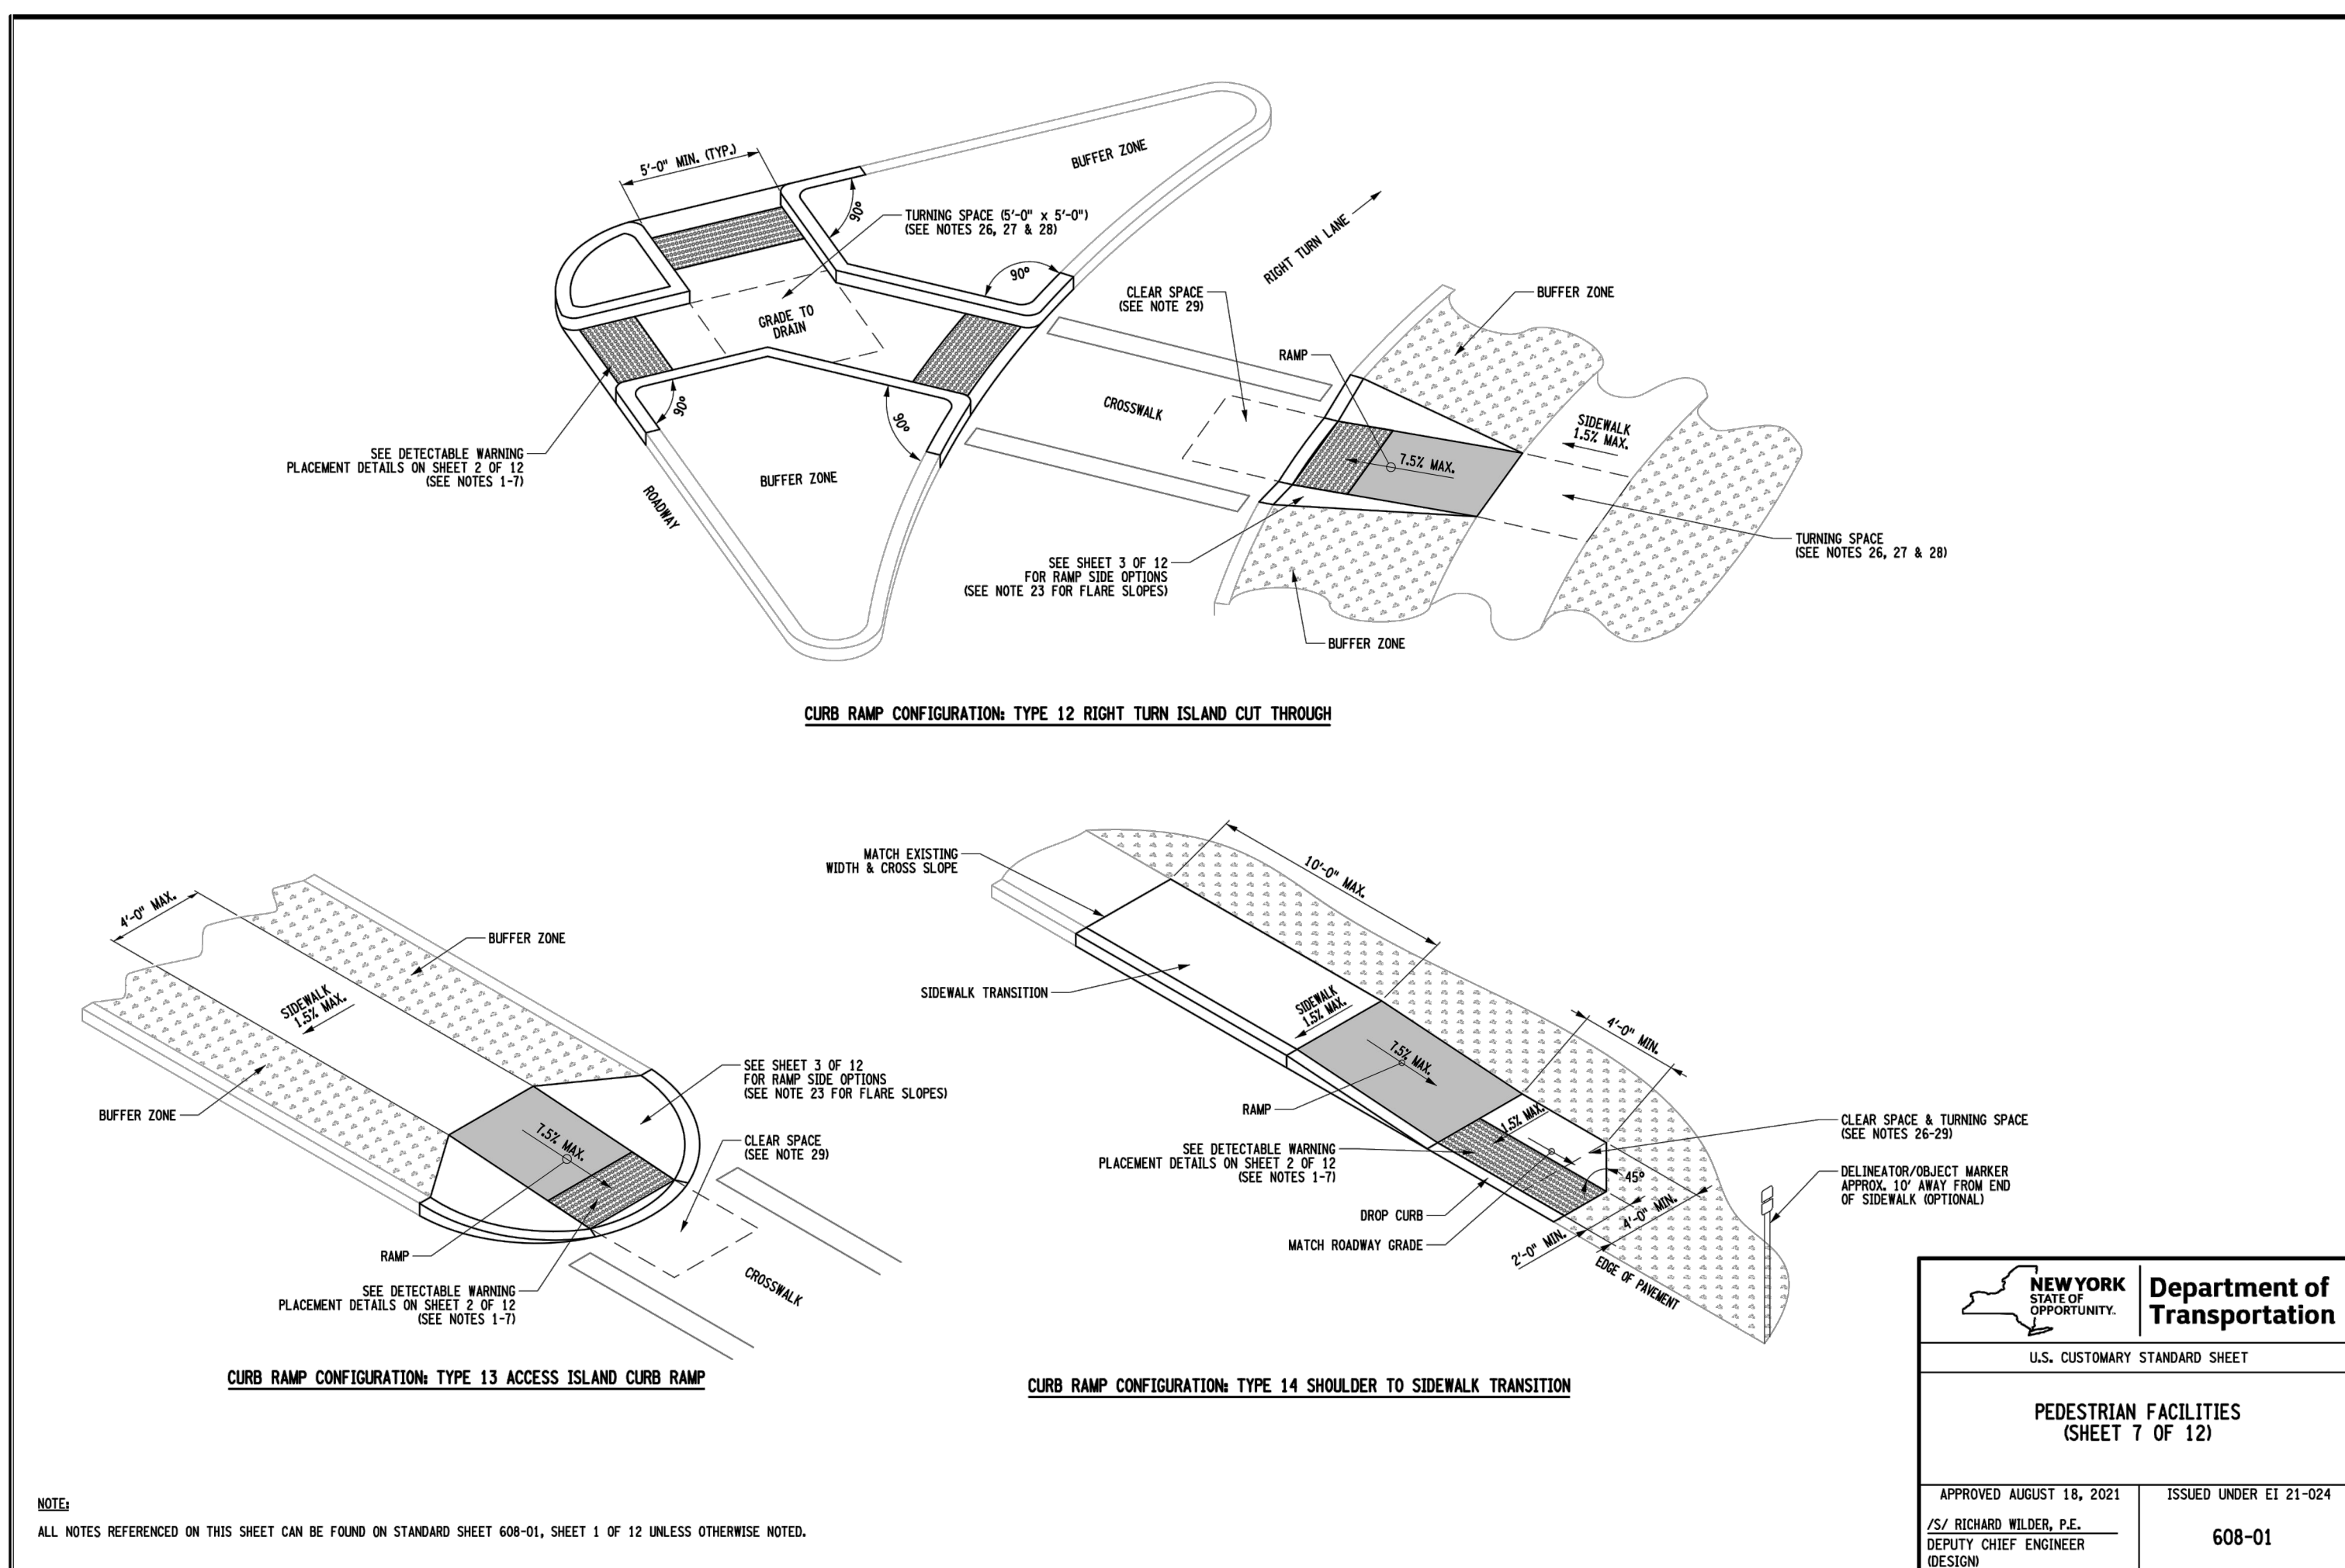 5'-0" MIN. (TYP.)
BUFFER ZONE
90°
TURNING SPACE (5'-0" x 5'-0")
(SEE NOTES 26, 27 & 28)
RIGHT TURN LANE
90°
CLEAR SPACE
(SEE NOTE 29)
BUFFER ZONE
GRADE TO
DRAIN
RAMP
CROSSWALK
90°
90°
SIDEWALK
1.5% MAX.
7.5% MAX.
SEE DETECTABLE WARNING
PLACEMENT DETAILS ON SHEET 2 OF 12
(SEE NOTES 1-7)
BUFFER ZONE
ROADWAY
TURNING SPACE
(SEE NOTES 26, 27 & 28)
SEE SHEET 3 OF 12
FOR RAMP SIDE OPTIONS
(SEE NOTE 23 FOR FLARE SLOPES)
BUFFER ZONE
CURB RAMP CONFIGURATION: TYPE 12 RIGHT TURN ISLAND CUT THROUGH
4'-0" MAX.
BUFFER ZONE
SIDEWALK
1.5% MAX.
SEE SHEET 3 OF 12
FOR RAMP SIDE OPTIONS
(SEE NOTE 23 FOR FLARE SLOPES)
BUFFER ZONE
7.5% MAX.
CLEAR SPACE
(SEE NOTE 29)
RAMP
CROSSWALK
SEE DETECTABLE WARNING
PLACEMENT DETAILS ON SHEET 2 OF 12
(SEE NOTES 1-7)
CURB RAMP CONFIGURATION: TYPE 13 ACCESS ISLAND CURB RAMP
MATCH EXISTING
WIDTH & CROSS SLOPE
10'-0" MAX.
SIDEWALK TRANSITION
SIDEWALK
1.5% MAX.
4'-0" MIN.
7.5% MAX.
RAMP
1.5% MAX.
CLEAR SPACE & TURNING SPACE
(SEE NOTES 26-29)
SEE DETECTABLE WARNING
PLACEMENT DETAILS ON SHEET 2 OF 12
(SEE NOTES 1-7)
45°
DELINEATOR/OBJECT MARKER
APPROX. 10' AWAY FROM END
OF SIDEWALK (OPTIONAL)
DROP CURB
4'-0" MIN.
MATCH ROADWAY GRADE
2'-0" MIN.
EDGE OF PAVEMENT
CURB RAMP CONFIGURATION: TYPE 14 SHOULDER TO SIDEWALK TRANSITION
NOTE:
ALL NOTES REFERENCED ON THIS SHEET CAN BE FOUND ON STANDARD SHEET 608-01, SHEET 1 OF 12 UNLESS OTHERWISE NOTED.
NEW YORK
STATE OF
OPPORTUNITY.
Department of
Transportation
U.S. CUSTOMARY STANDARD SHEET
PEDESTRIAN FACILITIES
(SHEET 7 OF 12)
APPROVED AUGUST 18, 2021
ISSUED UNDER EI 21-024
/S/ RICHARD WILDER, P.E.
DEPUTY CHIEF ENGINEER
(DESIGN)
608-01